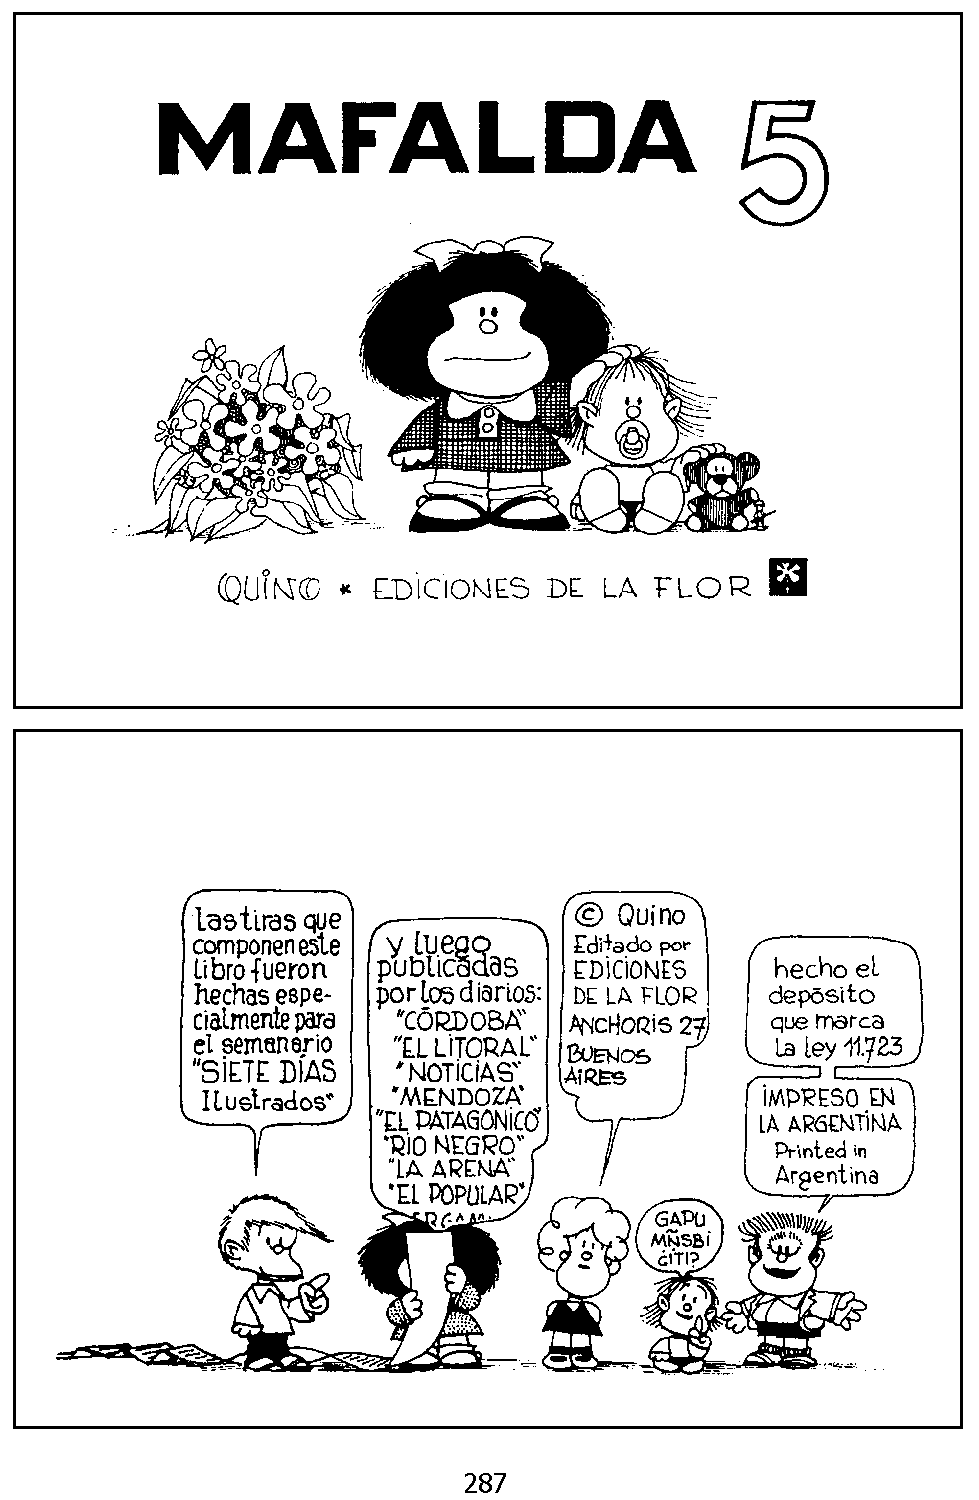 MAFALDA 5
QUINO * EDICIONES DE LA FLOR
Las tiras que
componen este
libro fueron
hechas espe-
cialmente para
el semanario
"SIETE DÍAS
Ilustrados"
y luego
publicadas
por los diarios:
"CÓRDOBA"
"EL LITORAL"
"NOTICIAS"
"MENDOZA"
"EL PATAGÓNICO"
"RÍO NEGRO"
"LA ARENA"
"EL POPULAR"
© Quino
Editado por
EDICIONES
DE LA FLOR
ANCHORIS 27
BUENOS
AIRES
GAPU
MÑSBI
CITI?
hecho el
depósito
que marca
la ley 11.723
IMPRESO EN
LA ARGENTINA
Printed in
Argentina
287